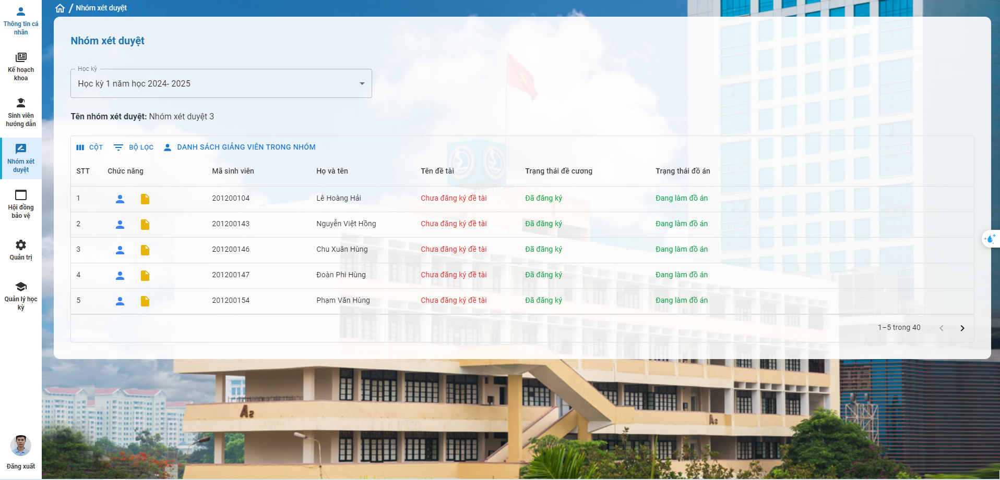 Nhóm xét duyệt
Thông tin cá
nhân
Kế hoạch
khoa
Sinh viên
hướng dẫn
Nhóm xét
duyệt
Hội đồng
bảo vệ
Quản trị
Quản lý học
kỳ
Đăng xuất
Nhóm xét duyệt
Học kỳ
Học kỳ 1 năm học 2024- 2025
Tên nhóm xét duyệt: Nhóm xét duyệt 3
CỘT BỘ LỌC DANH SÁCH GIẢNG VIÊN TRONG NHÓM
STT Chức năng Mã sinh viên Họ và tên Tên đề tài Trạng thái đề cương Trạng thái đồ án
1 201200104 Lê Hoàng Hải Chưa đăng ký đề tài Đã đăng ký Đang làm đồ án
2 201200143 Nguyễn Việt Hồng Chưa đăng ký đề tài Đã đăng ký Đang làm đồ án
3 201200146 Chu Xuân Hùng Chưa đăng ký đề tài Đã đăng ký Đang làm đồ án
4 201200147 Đoàn Phi Hùng Chưa đăng ký đề tài Đã đăng ký Đang làm đồ án
5 201200154 Phạm Văn Hùng Chưa đăng ký đề tài Đã đăng ký Đang làm đồ án
1–5 trong 40